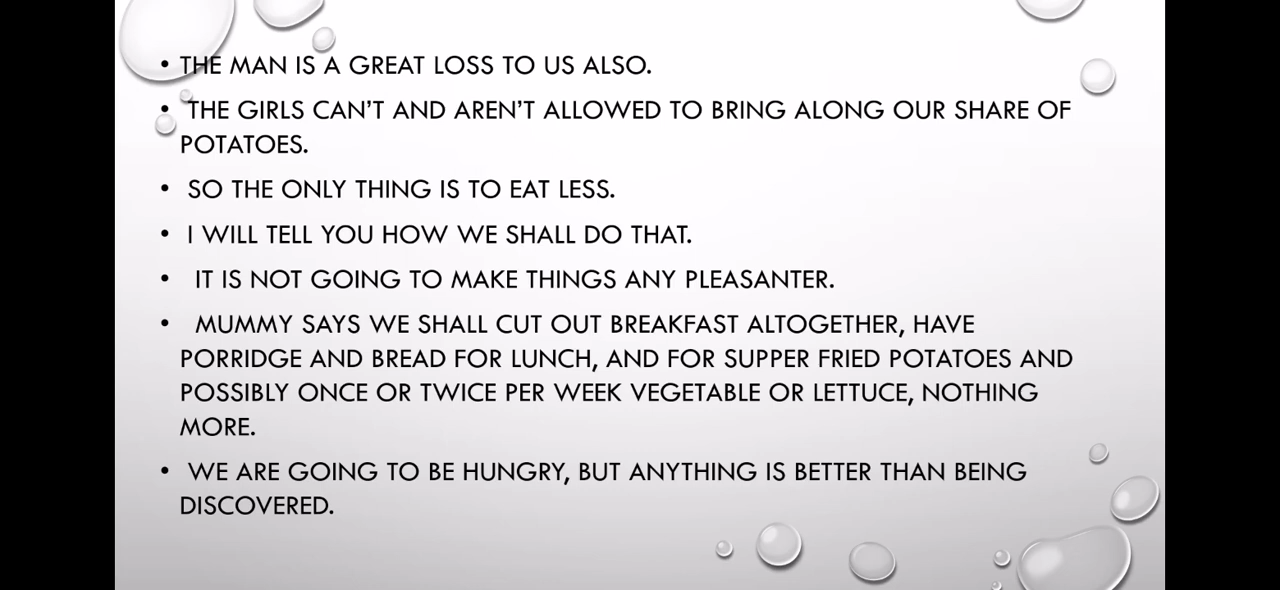 • THE MAN IS A GREAT LOSS TO US ALSO.
• THE GIRLS CAN'T AND AREN'T ALLOWED TO BRING ALONG OUR SHARE OF
POTATOES.
• SO THE ONLY THING IS TO EAT LESS.
• I WILL TELL YOU HOW WE SHALL DO THAT.
• IT IS NOT GOING TO MAKE THINGS ANY PLEASANTER.
• MUMMY SAYS WE SHALL CUT OUT BREAKFAST ALTOGETHER, HAVE
PORRIDGE AND BREAD FOR LUNCH, AND FOR SUPPER FRIED POTATOES AND
POSSIBLY ONCE OR TWICE PER WEEK VEGETABLE OR LETTUCE, NOTHING
MORE.
• WE ARE GOING TO BE HUNGRY, BUT ANYTHING IS BETTER THAN BEING
DISCOVERED.